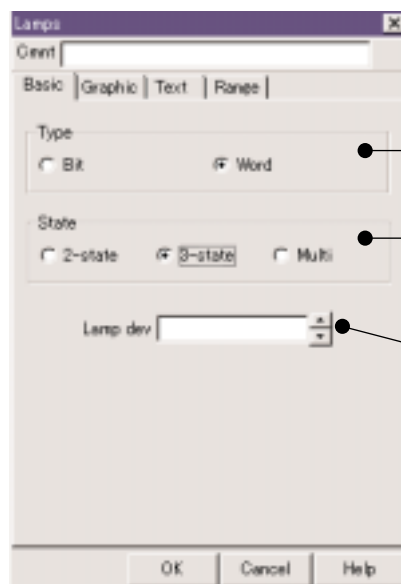 Lamps
Cmnt
Basic Graphic Text Range
Type
Bit Word
State
2-state 3-state Multi
Lamp dev
OK Cancel Help